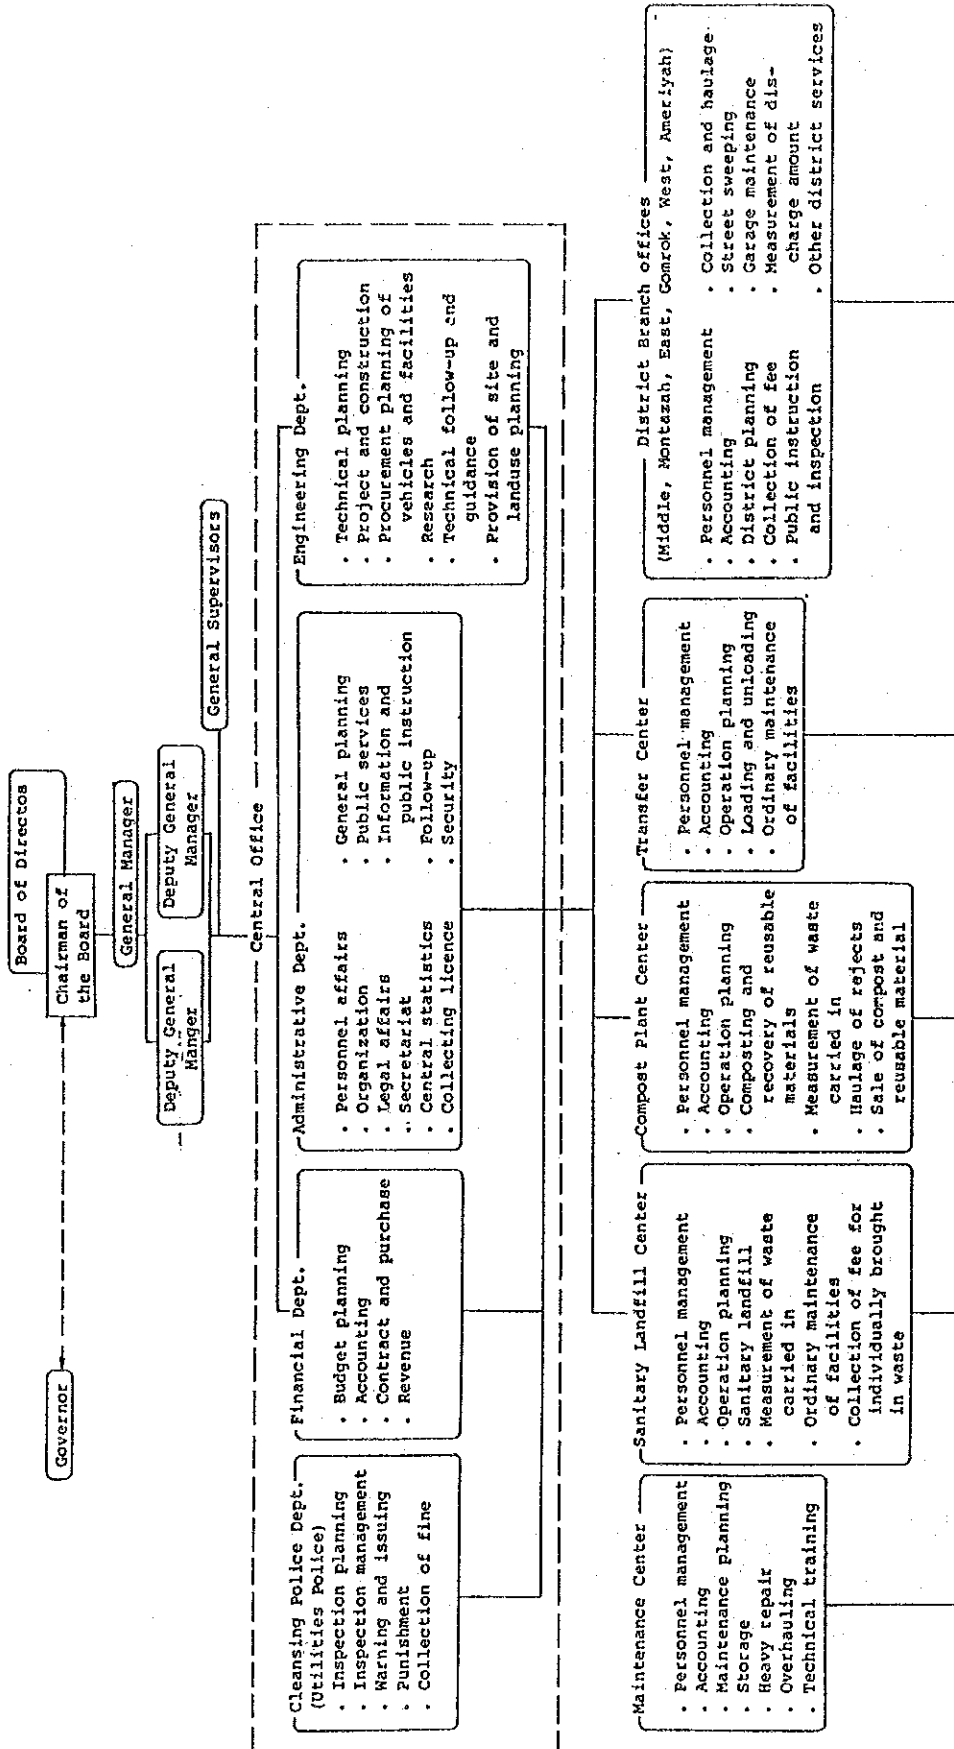 Board of Directos
Chairman of
the Board
Governor
General Manager
Deputy General
Manger
Deputy General
Manager
General Supervisors
Central Office
Cleansing Police Dept.
(Utilities Police)
· Inspection planning
· Inspection management
· Warning and issuing
· Punishment
· Collection of fine
Financial Dept.
· Budget planning
· Accounting
· Contract and purchase
· Revenue
Administrative Dept.
· Personnel affairs
· Organization
· Legal affairs
· Secretariat
· Central statistics
· Collecting licence
· General planning
· Public services
· Information and
public instruction
· Follow-up
· Security
Engineering Dept.
· Technical planning
· Project and construction
· Procurement planning of
vehicles and facilities
· Research
· Technical follow-up and
guidance
· Provision of site and
landuse planning
Maintenance Center
· Personnel management
· Accounting
· Maintenance planning
· Storage
· Heavy repair
· Overhauling
· Technical training
Sanitary Landfill Center
· Personnel management
· Accounting
· Operation planning
· Sanitary landfill
· Measurement of waste
carried in
· Ordinary maintenance
of facilities
· Collection of fee for
individually brought
in waste
Compost Plant Center
· Personnel management
· Accounting
· Operation planning
· Composting and
recovery of reusable
materials
· Measurement of waste
carried in
· Haulage of rejects
· Sale of compost and
reusable material
Transfer Center
· Personnel management
· Accounting
· Operation planning
· Loading and unloading
· Ordinary maintenance
of facilities
District Branch offices
(Middle, Montazah, East, Gomrok, West, Ameriyah)
· Personnel management
· Accounting
· District planning
· Collection of fee
· Public instruction
and inspection
· Collection and haulage
· Street sweeping
· Garage maintenance
· Measurement of dis-
charge amount
· Other district services